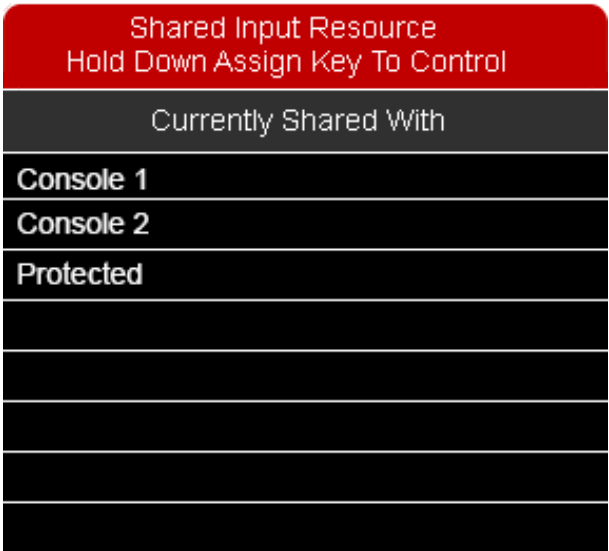 Shared Input Resource
Hold Down Assign Key To Control
Currently Shared With
Console 1
Console 2
Protected